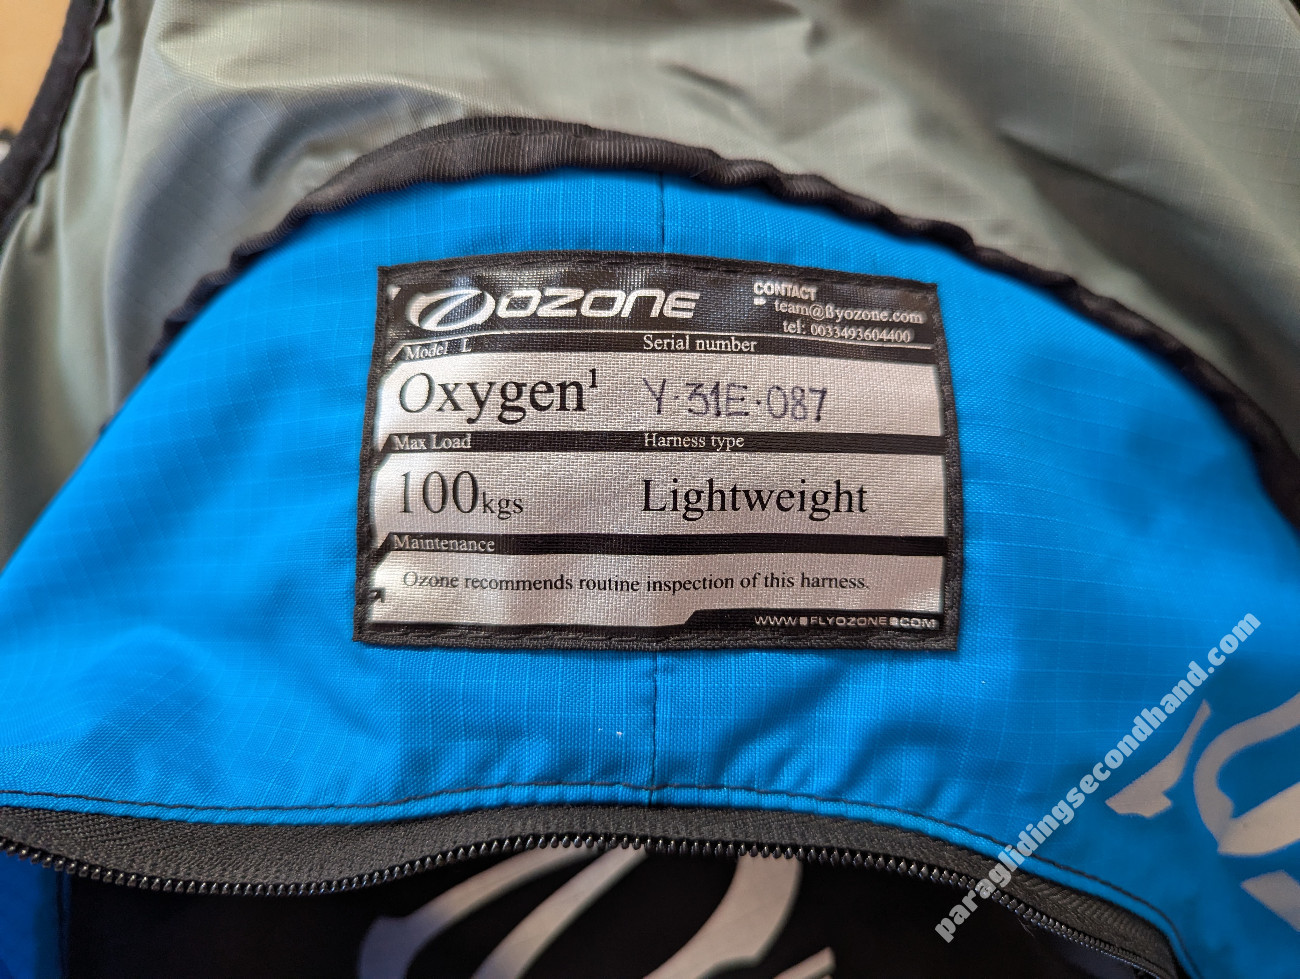 OZONE
CONTACT
team@flyozone.com
tel: 0033493604400
Model L
Serial number
Oxygen¹
Y·31E·087
Max Load
Harness type
100kgs
Lightweight
Maintenance
Ozone recommends routine inspection of this harness.
WWW FLYOZONE COM
paraglidingsecondhand.com